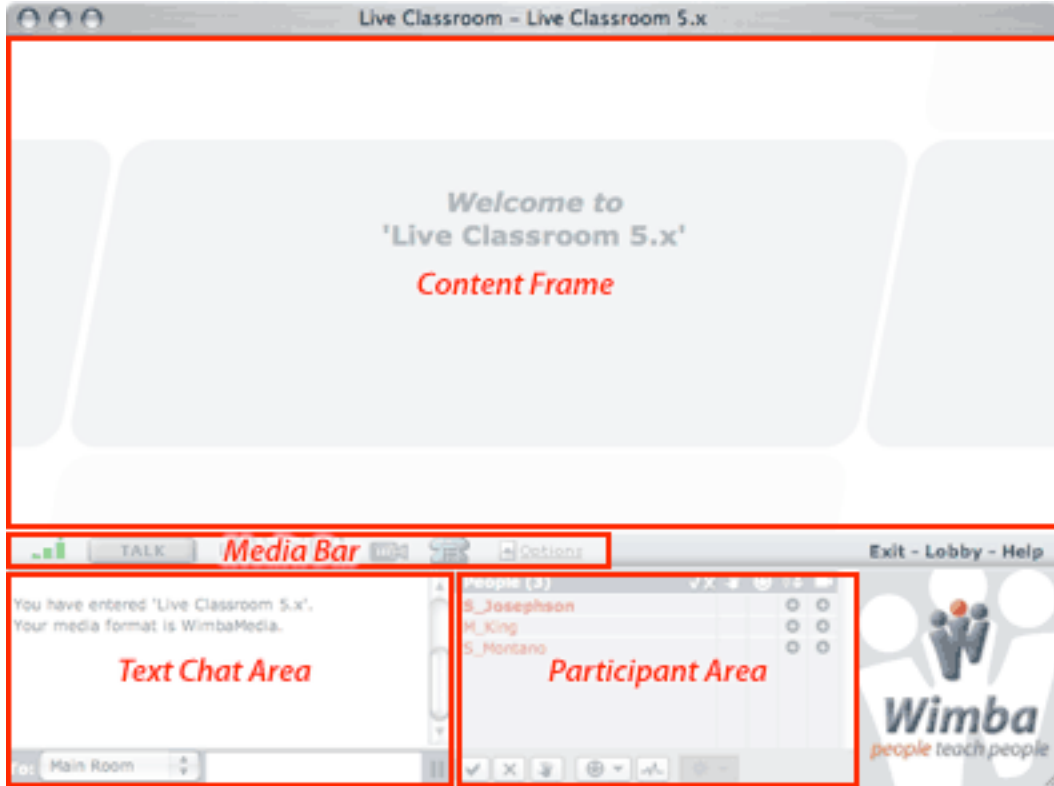 Live Classroom – Live Classroom 5.x
Welcome to
'Live Classroom 5.x'
Content Frame
TALK
Media Bar
Options
Exit - Lobby - Help
You have entered 'Live Classroom 5.x'.
Your media format is WimbaMedia.
Text Chat Area
To: Main Room
People (3)
S_Josephson
M_King
S_Montano
Participant Area
Wimba
people teach people